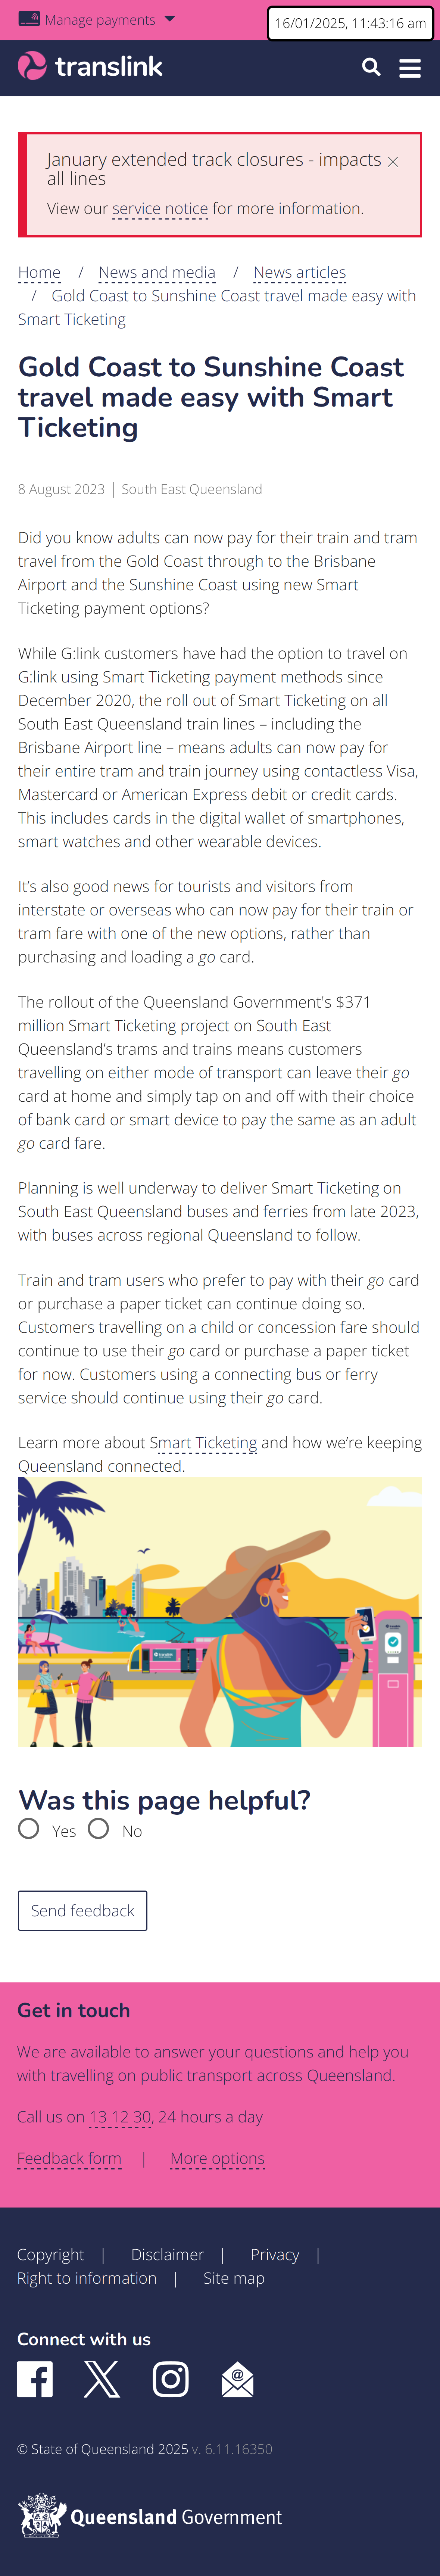 Manage payments
16/01/2025, 11:43:16 am
translink
January extended track closures - impacts
all lines
View our service notice for more information.
Home / News and media / News articles
/ Gold Coast to Sunshine Coast travel made easy with
Smart Ticketing
Gold Coast to Sunshine Coast
travel made easy with Smart
Ticketing
8 August 2023 | South East Queensland
Did you know adults can now pay for their train and tram
travel from the Gold Coast through to the Brisbane
Airport and the Sunshine Coast using new Smart
Ticketing payment options?
While G:link customers have had the option to travel on
G:link using Smart Ticketing payment methods since
December 2020, the roll out of Smart Ticketing on all
South East Queensland train lines – including the
Brisbane Airport line – means adults can now pay for
their entire tram and train journey using contactless Visa,
Mastercard or American Express debit or credit cards.
This includes cards in the digital wallet of smartphones,
smart watches and other wearable devices.
It’s also good news for tourists and visitors from
interstate or overseas who can now pay for their train or
tram fare with one of the new options, rather than
purchasing and loading a go card.
The rollout of the Queensland Government's $371
million Smart Ticketing project on South East
Queensland’s trams and trains means customers
travelling on either mode of transport can leave their go
card at home and simply tap on and off with their choice
of bank card or smart device to pay the same as an adult
go card fare.
Planning is well underway to deliver Smart Ticketing on
South East Queensland buses and ferries from late 2023,
with buses across regional Queensland to follow.
Train and tram users who prefer to pay with their go card
or purchase a paper ticket can continue doing so.
Customers travelling on a child or concession fare should
continue to use their go card or purchase a paper ticket
for now. Customers using a connecting bus or ferry
service should continue using their go card.
Learn more about Smart Ticketing and how we’re keeping
Queensland connected.
Was this page helpful?
Yes No
Send feedback
Get in touch
We are available to answer your questions and help you
with travelling on public transport across Queensland.
Call us on 13 12 30, 24 hours a day
Feedback form | More options
Copyright | Disclaimer | Privacy |
Right to information | Site map
Connect with us
© State of Queensland 2025 v. 6.11.16350
Queensland Government